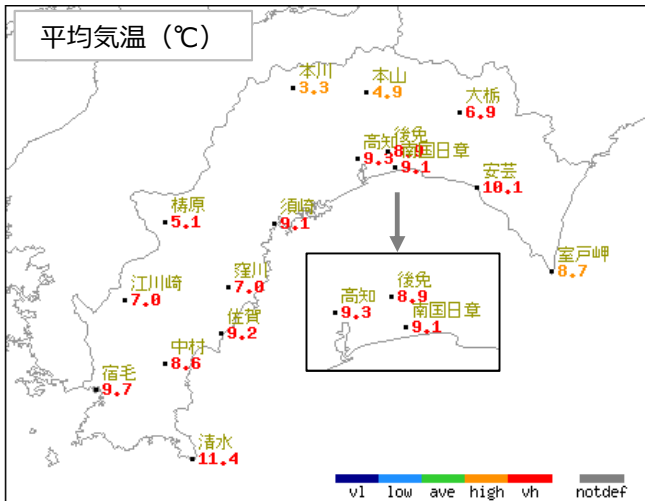 平均気温（℃）
本川
3.3
本山
4.9
大栃
6.9
高知
9.3
後免
8.9
南国日章
9.1
安芸
10.1
梼原
5.1
須崎
9.1
室戸岬
8.7
江川崎
7.0
窪川
7.0
佐賀
9.2
中村
8.6
宿毛
9.7
清水
11.4
後免
8.9
高知
9.3
南国日章
9.1
vl low ave high vh notdef